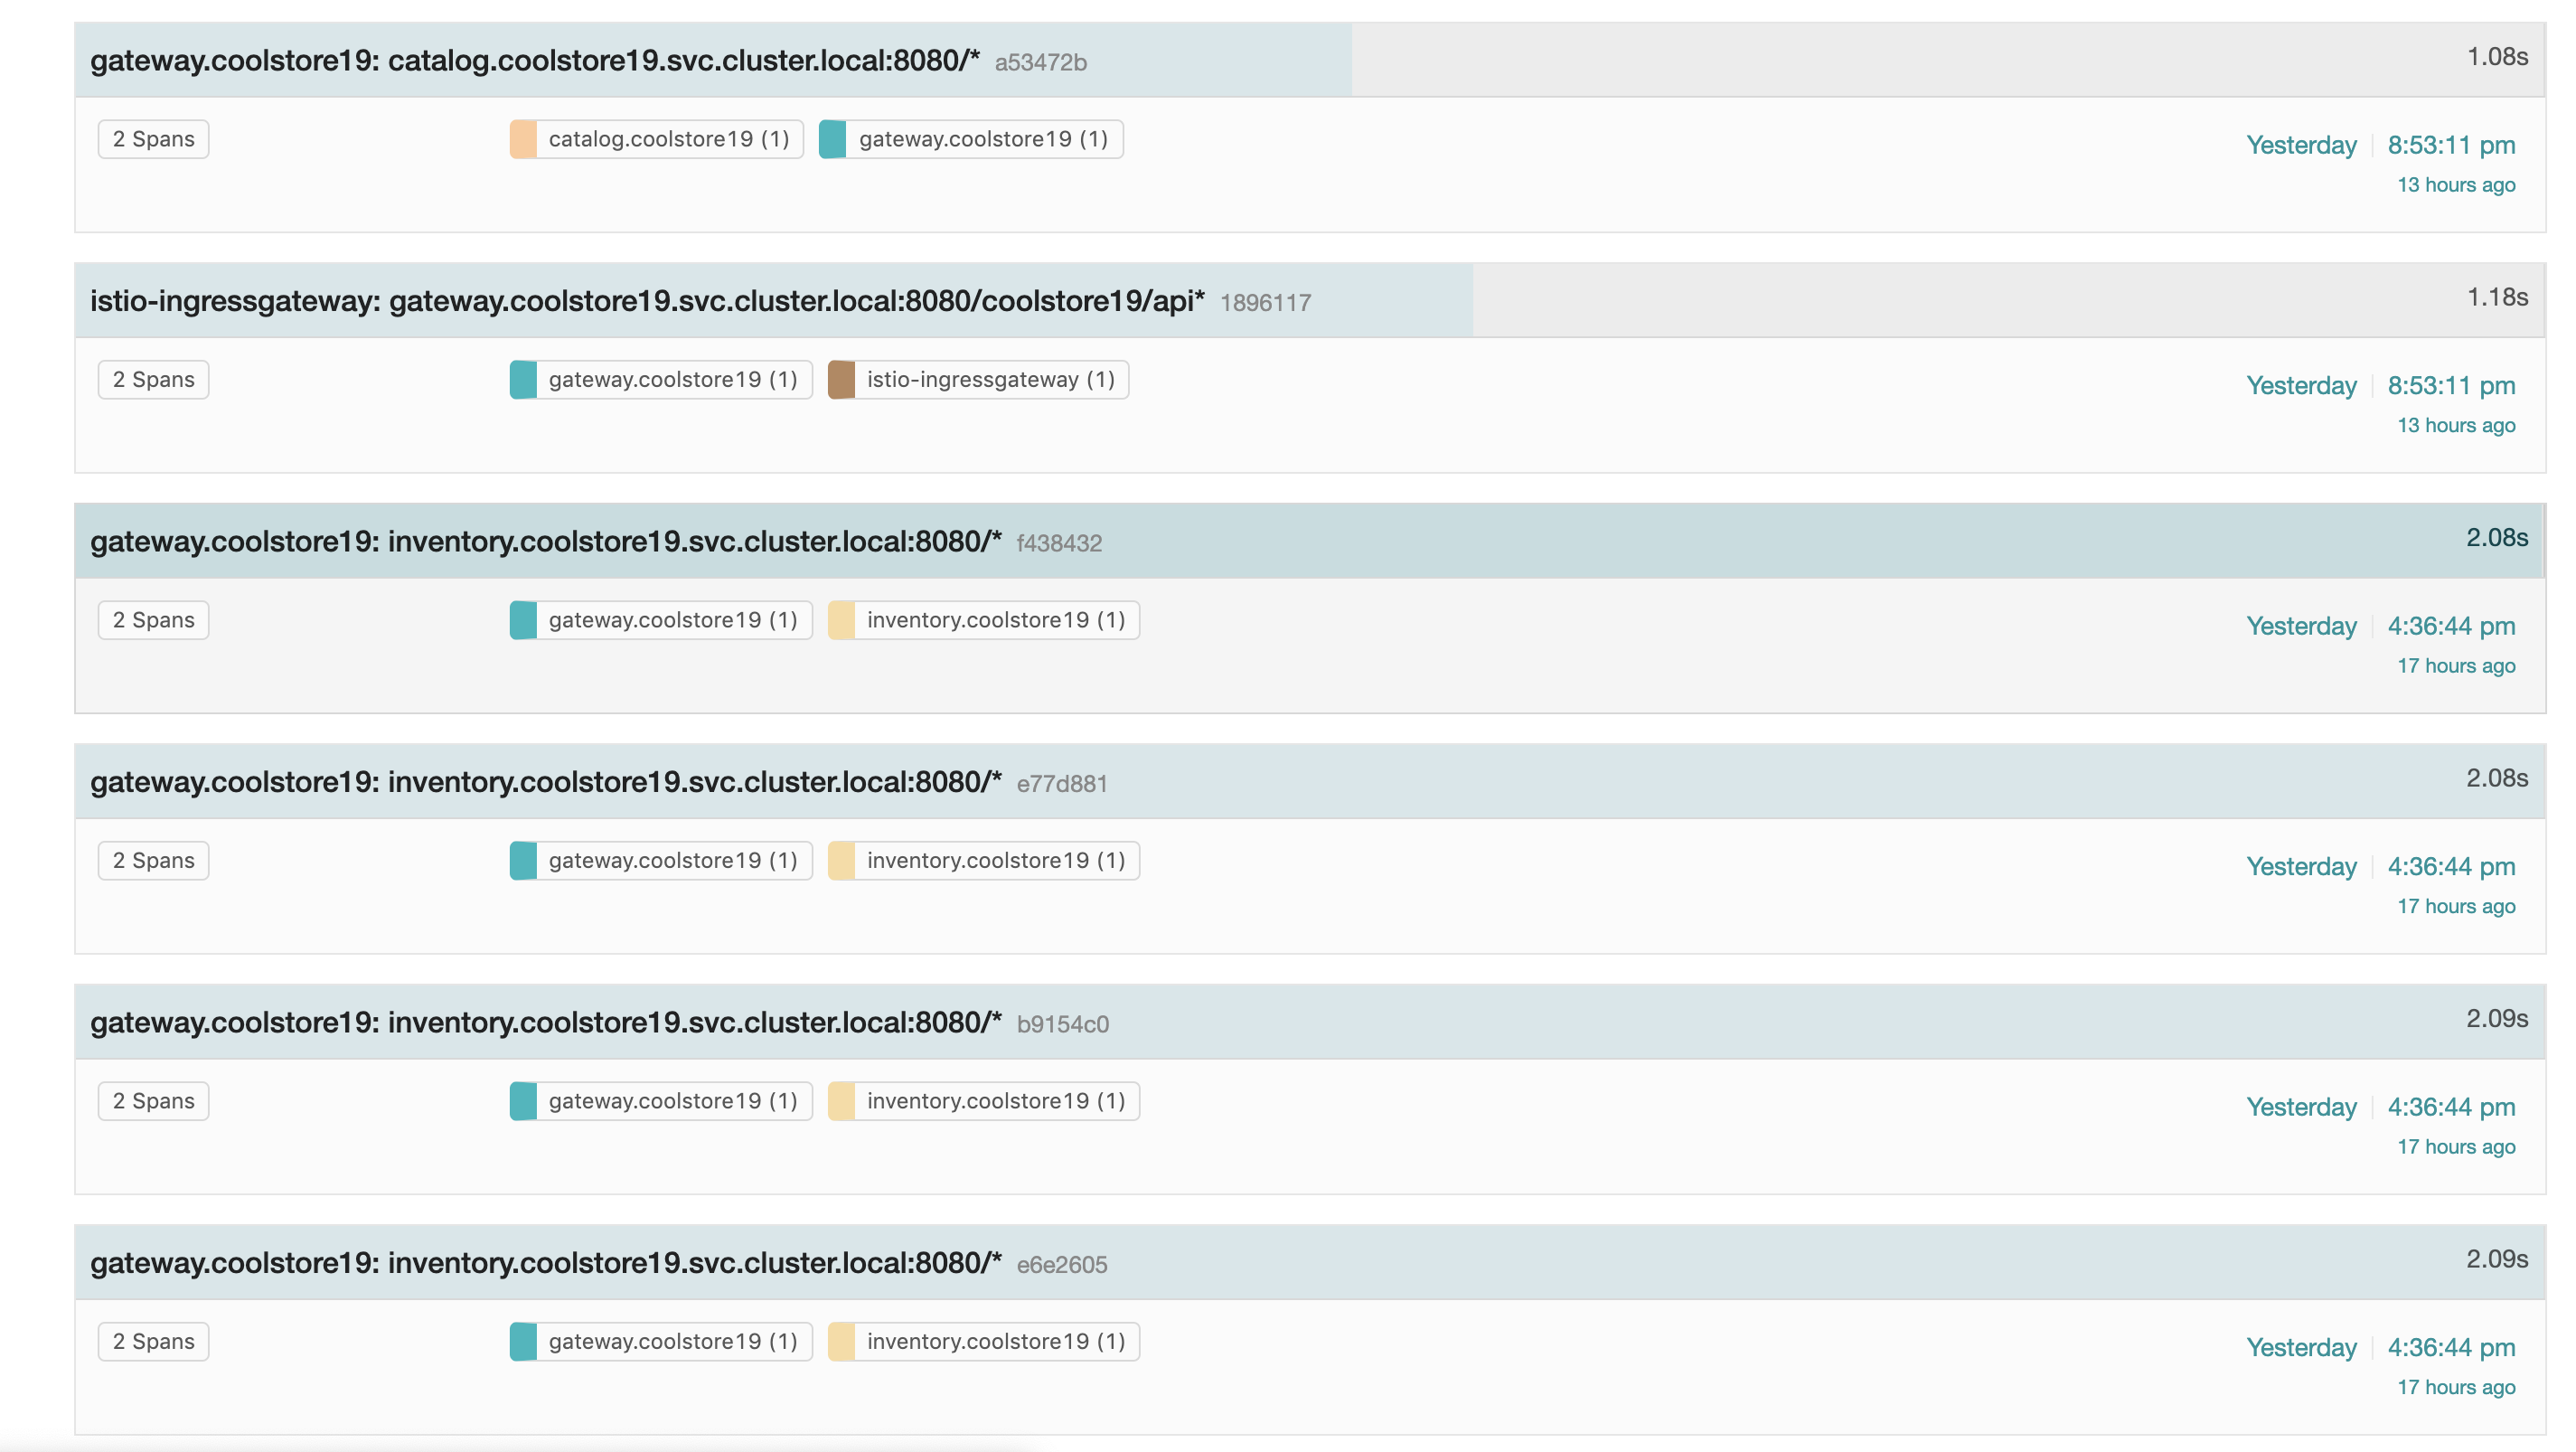 gateway.coolstore19: catalog.coolstore19.svc.cluster.local:8080/* a53472b 1.08s
2 Spans catalog.coolstore19 (1) gateway.coolstore19 (1) Yesterday 8:53:11 pm
13 hours ago
istio-ingressgateway: gateway.coolstore19.svc.cluster.local:8080/coolstore19/api* 1896117 1.18s
2 Spans gateway.coolstore19 (1) istio-ingressgateway (1) Yesterday 8:53:11 pm
13 hours ago
gateway.coolstore19: inventory.coolstore19.svc.cluster.local:8080/* f438432 2.08s
2 Spans gateway.coolstore19 (1) inventory.coolstore19 (1) Yesterday 4:36:44 pm
17 hours ago
gateway.coolstore19: inventory.coolstore19.svc.cluster.local:8080/* e77d881 2.08s
2 Spans gateway.coolstore19 (1) inventory.coolstore19 (1) Yesterday 4:36:44 pm
17 hours ago
gateway.coolstore19: inventory.coolstore19.svc.cluster.local:8080/* b9154c0 2.09s
2 Spans gateway.coolstore19 (1) inventory.coolstore19 (1) Yesterday 4:36:44 pm
17 hours ago
gateway.coolstore19: inventory.coolstore19.svc.cluster.local:8080/* e6e2605 2.09s
2 Spans gateway.coolstore19 (1) inventory.coolstore19 (1) Yesterday 4:36:44 pm
17 hours ago